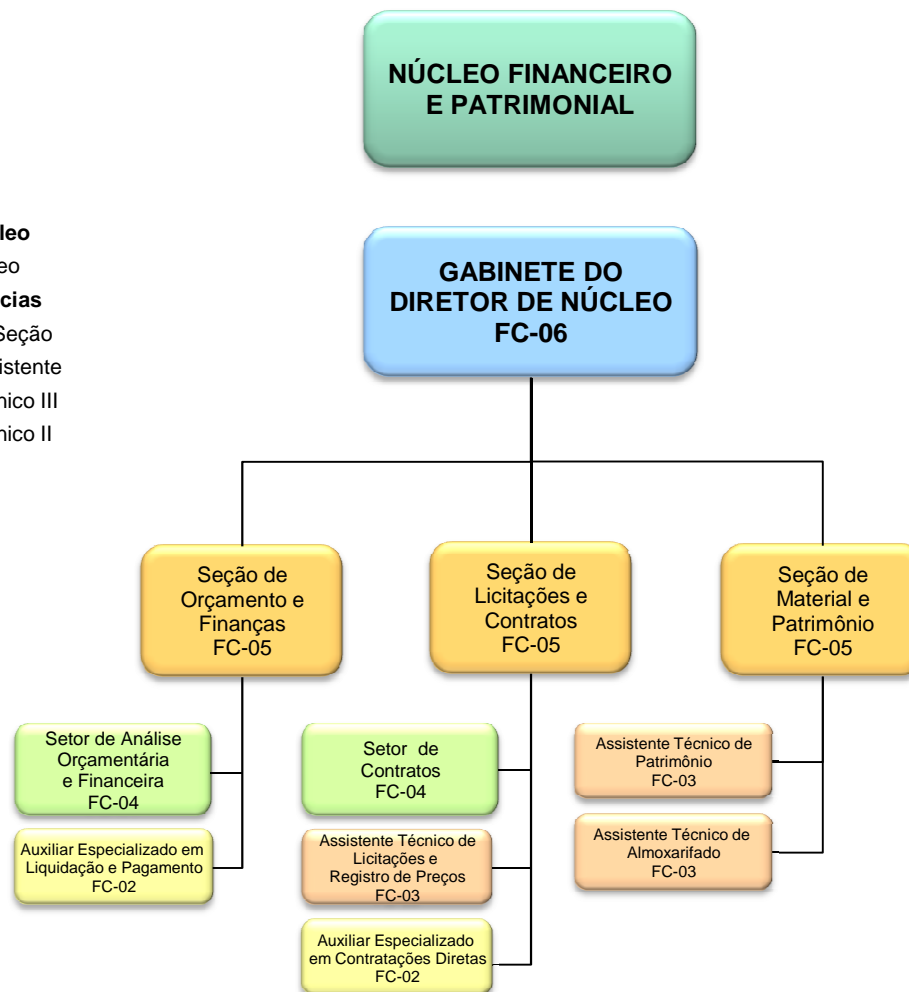 NÚCLEO FINANCEIRO
E PATRIMONIAL
leo
eo
cias
Seção
istente
nico III
nico II
GABINETE DO
DIRETOR DE NÚCLEO
FC-06
Seção de
Orçamento e
Finanças
FC-05
Seção de
Licitações e
Contratos
FC-05
Seção de
Material e
Patrimônio
FC-05
Setor de Análise
Orçamentária
e Financeira
FC-04
Auxiliar Especializado em
Liquidação e Pagamento
FC-02
Setor de
Contratos
FC-04
Assistente Técnico de
Licitações e
Registro de Preços
FC-03
Auxiliar Especializado
em Contratações Diretas
FC-02
Assistente Técnico de
Patrimônio
FC-03
Assistente Técnico de
Almoxarifado
FC-03